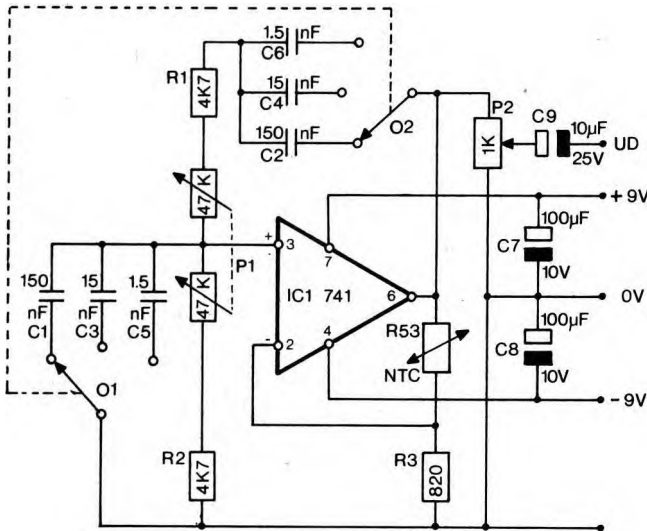 1.5 nF
C6
R1
4K7
15 nF
C4
150 nF
C2
O2
P2
1K
C9
10µF
25V
UD
+ 9V
47 K
P1
47 K
+
3
7
IC1 741
6
-
2
4
100µF
C7
10V
0V
100µF
C8
10V
- 9V
150
nF
C1
15
nF
C3
1.5
nF
C5
O1
R53
NTC
R2
4K7
R3
820